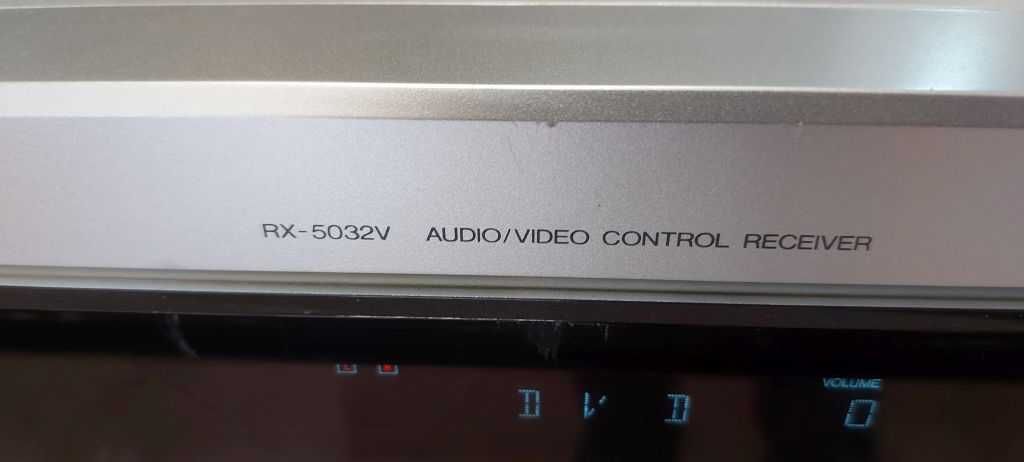 RX-5032V AUDIO/VIDEO CONTROL RECEIVER
VOLUME
DVD 0